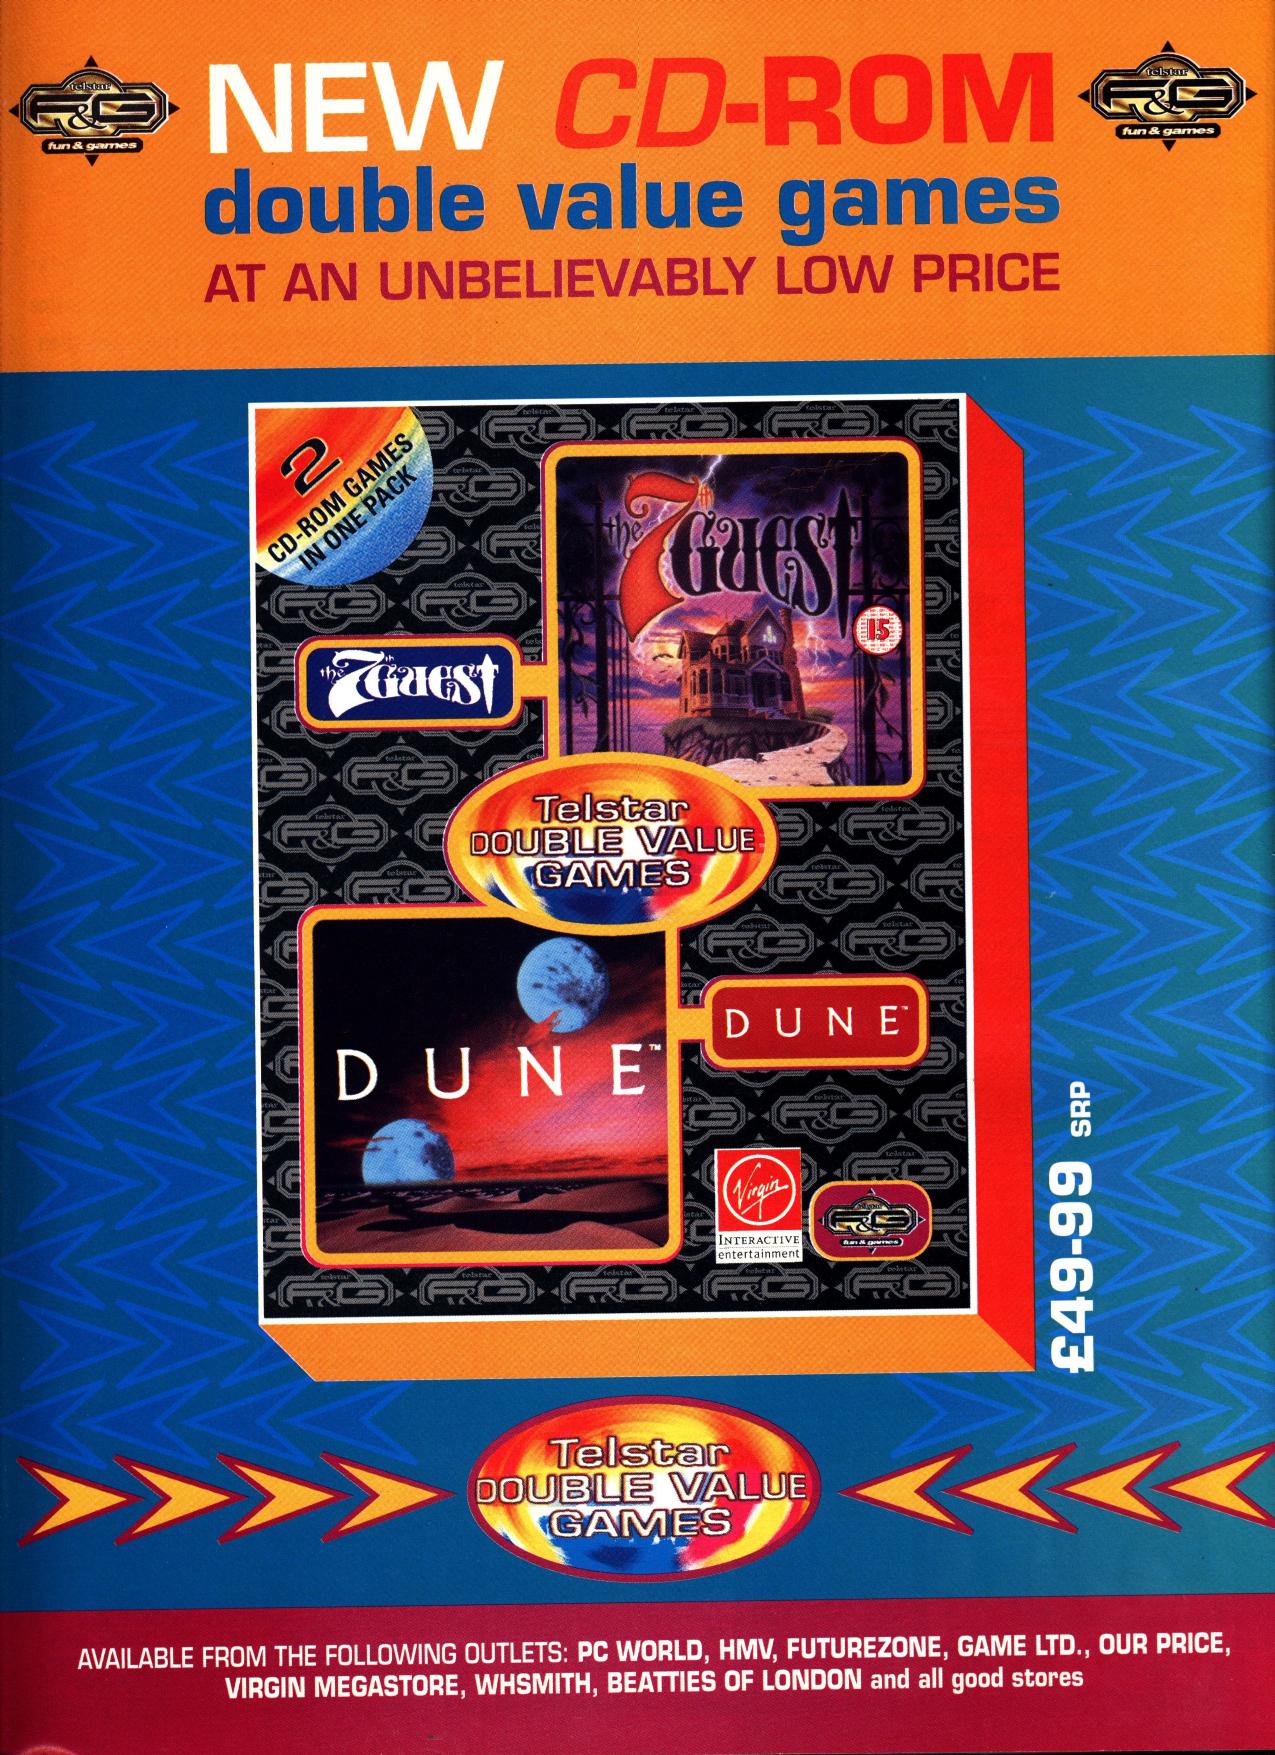 telstar
F&G
fun & games
NEW CD-ROM
telstar
F&G
fun & games
double value games
AT AN UNBELIEVABLY LOW PRICE
2
CD-ROM GAMES
IN ONE PACK
the 7th Guest
15
the 7th Guest
Telstar
DOUBLE VALUE
GAMES
DUNE™
DUNE™
Virgin
INTERACTIVE
entertainment
telstar
F&G
fun & games
£49-99 SRP
Telstar
DOUBLE VALUE
GAMES
AVAILABLE FROM THE FOLLOWING OUTLETS: PC WORLD, HMV, FUTUREZONE, GAME LTD., OUR PRICE,
VIRGIN MEGASTORE, WHSMITH, BEATTIES OF LONDON and all good stores